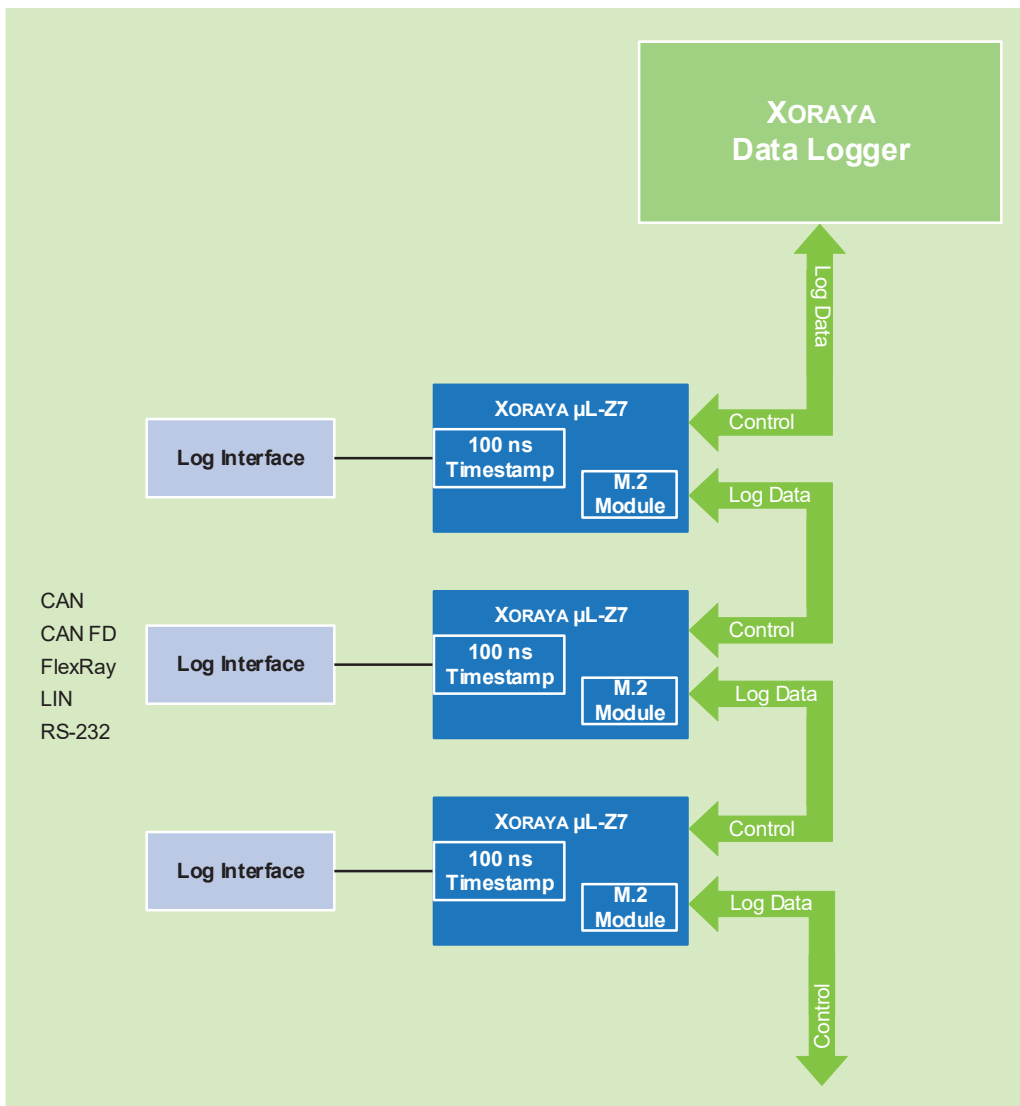 XORAYA
Data Logger
Log Data
XORAYA µL-Z7
Control
Log Interface
100 ns
Timestamp
M.2
Module
Log Data
CAN
CAN FD
FlexRay
LIN
RS-232
XORAYA µL-Z7
Control
Log Interface
100 ns
Timestamp
M.2
Module
Log Data
XORAYA µL-Z7
Control
Log Interface
100 ns
Timestamp
M.2
Module
Log Data
Control